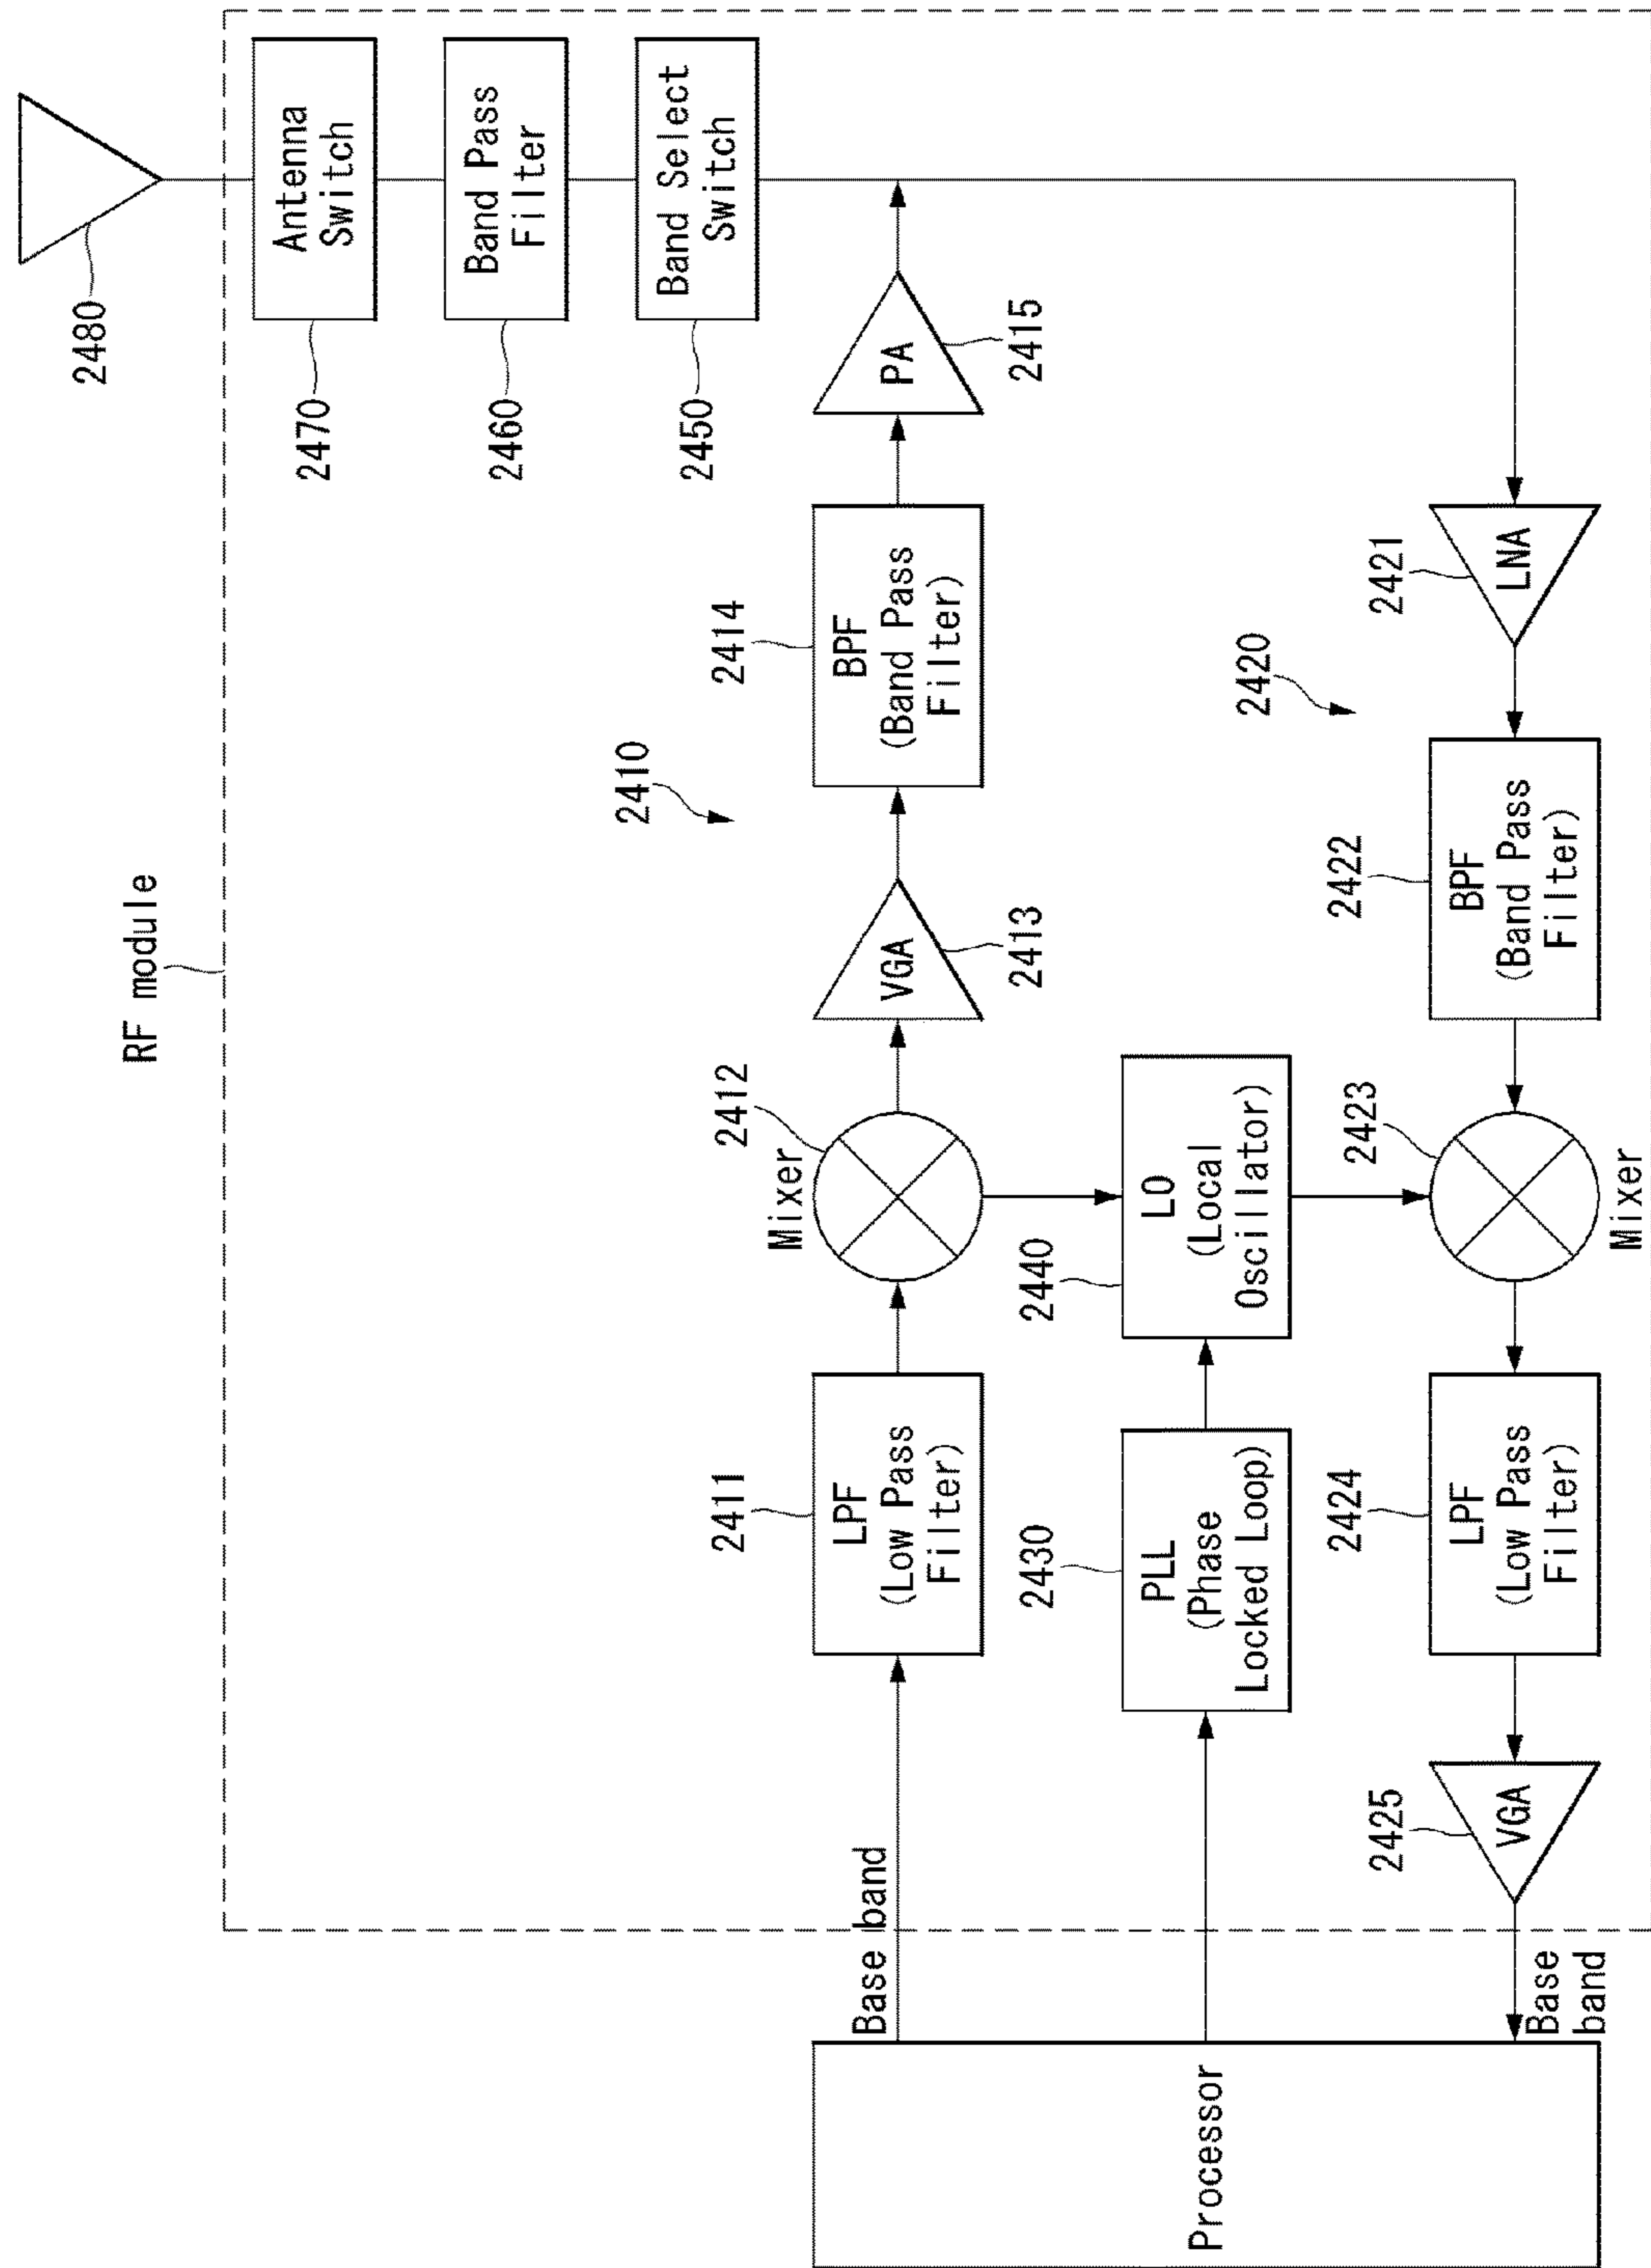 RF module
2480
Antenna
Switch
2470
Band Pass
Filter
2460
Band Select
Switch
2450
2410
Base band
LPF
(Low Pass
Filter)
2411
Mixer
2412
VGA
2413
BPF
(Band Pass
Filter)
2414
PA
2415
Processor
PLL
(Phase
Locked Loop)
2430
LO
(Local
Oscillator)
2440
2420
LNA
2421
BPF
(Band Pass
Filter)
2422
Mixer
2423
LPF
(Low Pass
Filter)
2424
VGA
2425
Base
band